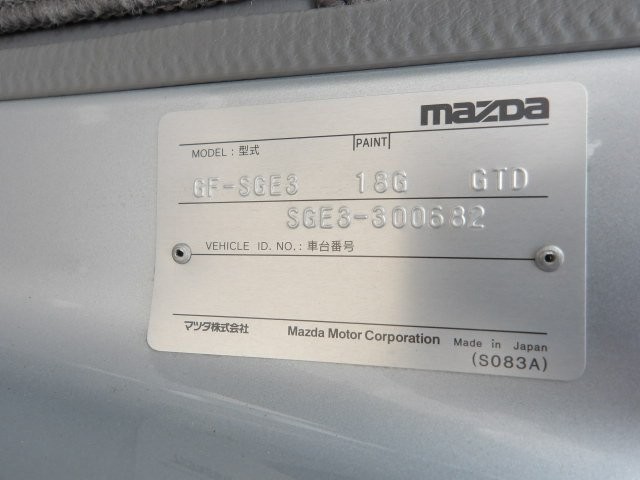 mazda
MODEL : 型式 PAINT
GF-SGE3 18G GTD
SGE3-300682
VEHICLE ID. NO. : 車台番号
マツダ株式会社 Mazda Motor Corporation Made in Japan
(S083A)